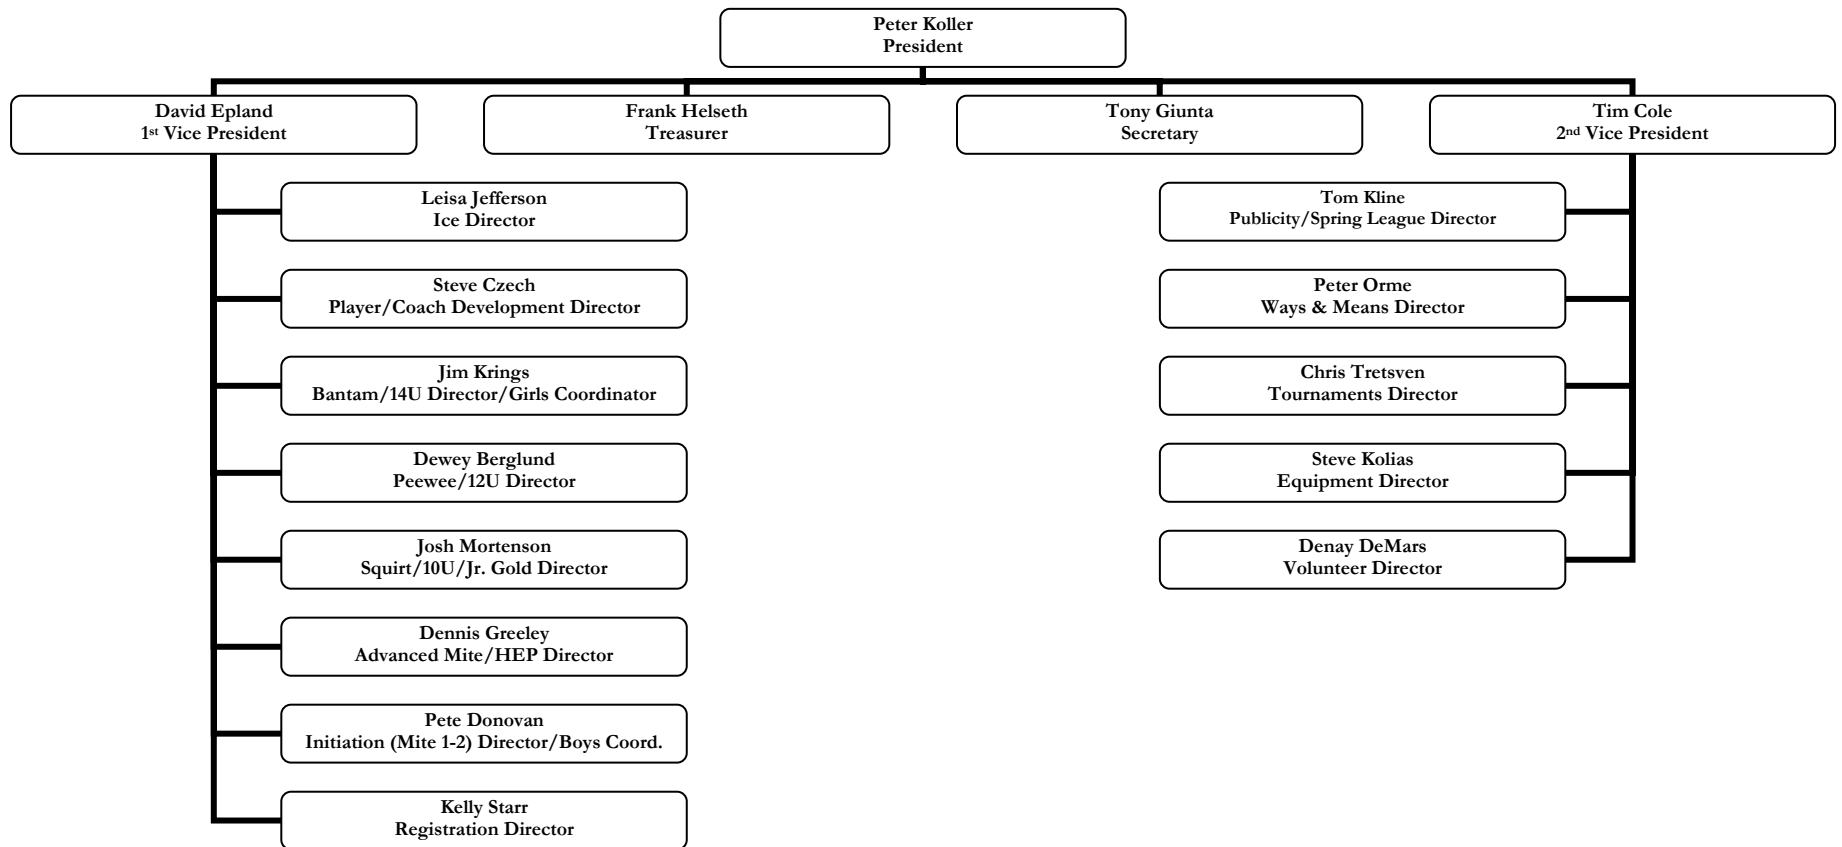 Peter Koller
President
David Epland
1st Vice President
Frank Helseth
Treasurer
Tony Giunta
Secretary
Tim Cole
2nd Vice President
Leisa Jefferson
Ice Director
Steve Czech
Player/Coach Development Director
Jim Krings
Bantam/14U Director/Girls Coordinator
Dewey Berglund
Peewee/12U Director
Josh Mortenson
Squirt/10U/Jr. Gold Director
Dennis Greeley
Advanced Mite/HEP Director
Pete Donovan
Initiation (Mite 1-2) Director/Boys Coord.
Kelly Starr
Registration Director
Tom Kline
Publicity/Spring League Director
Peter Orme
Ways & Means Director
Chris Tretsven
Tournaments Director
Steve Kolias
Equipment Director
Denay DeMars
Volunteer Director